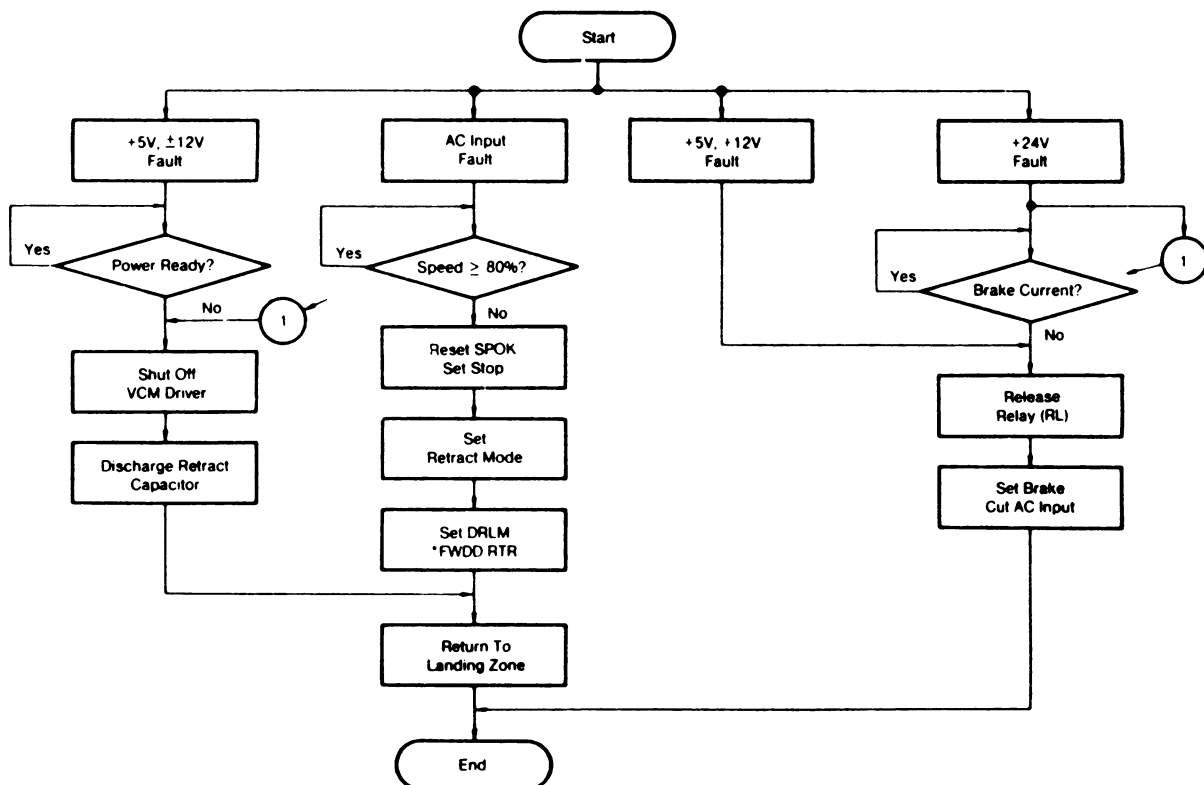 Start
+5V, ±12V
Fault
AC Input
Fault
+5V, +12V
Fault
+24V
Fault
Yes
Power Ready?
No
1
Shut Off
VCM Driver
Discharge Retract
Capacitor
Yes
Speed ≥ 80%?
No
Reset SPOK
Set Stop
Set
Retract Mode
Set DRLM
*FWDD RTR
Return To
Landing Zone
1
Yes
Brake Current?
No
Release
Relay (RL)
Set Brake
Cut AC Input
End